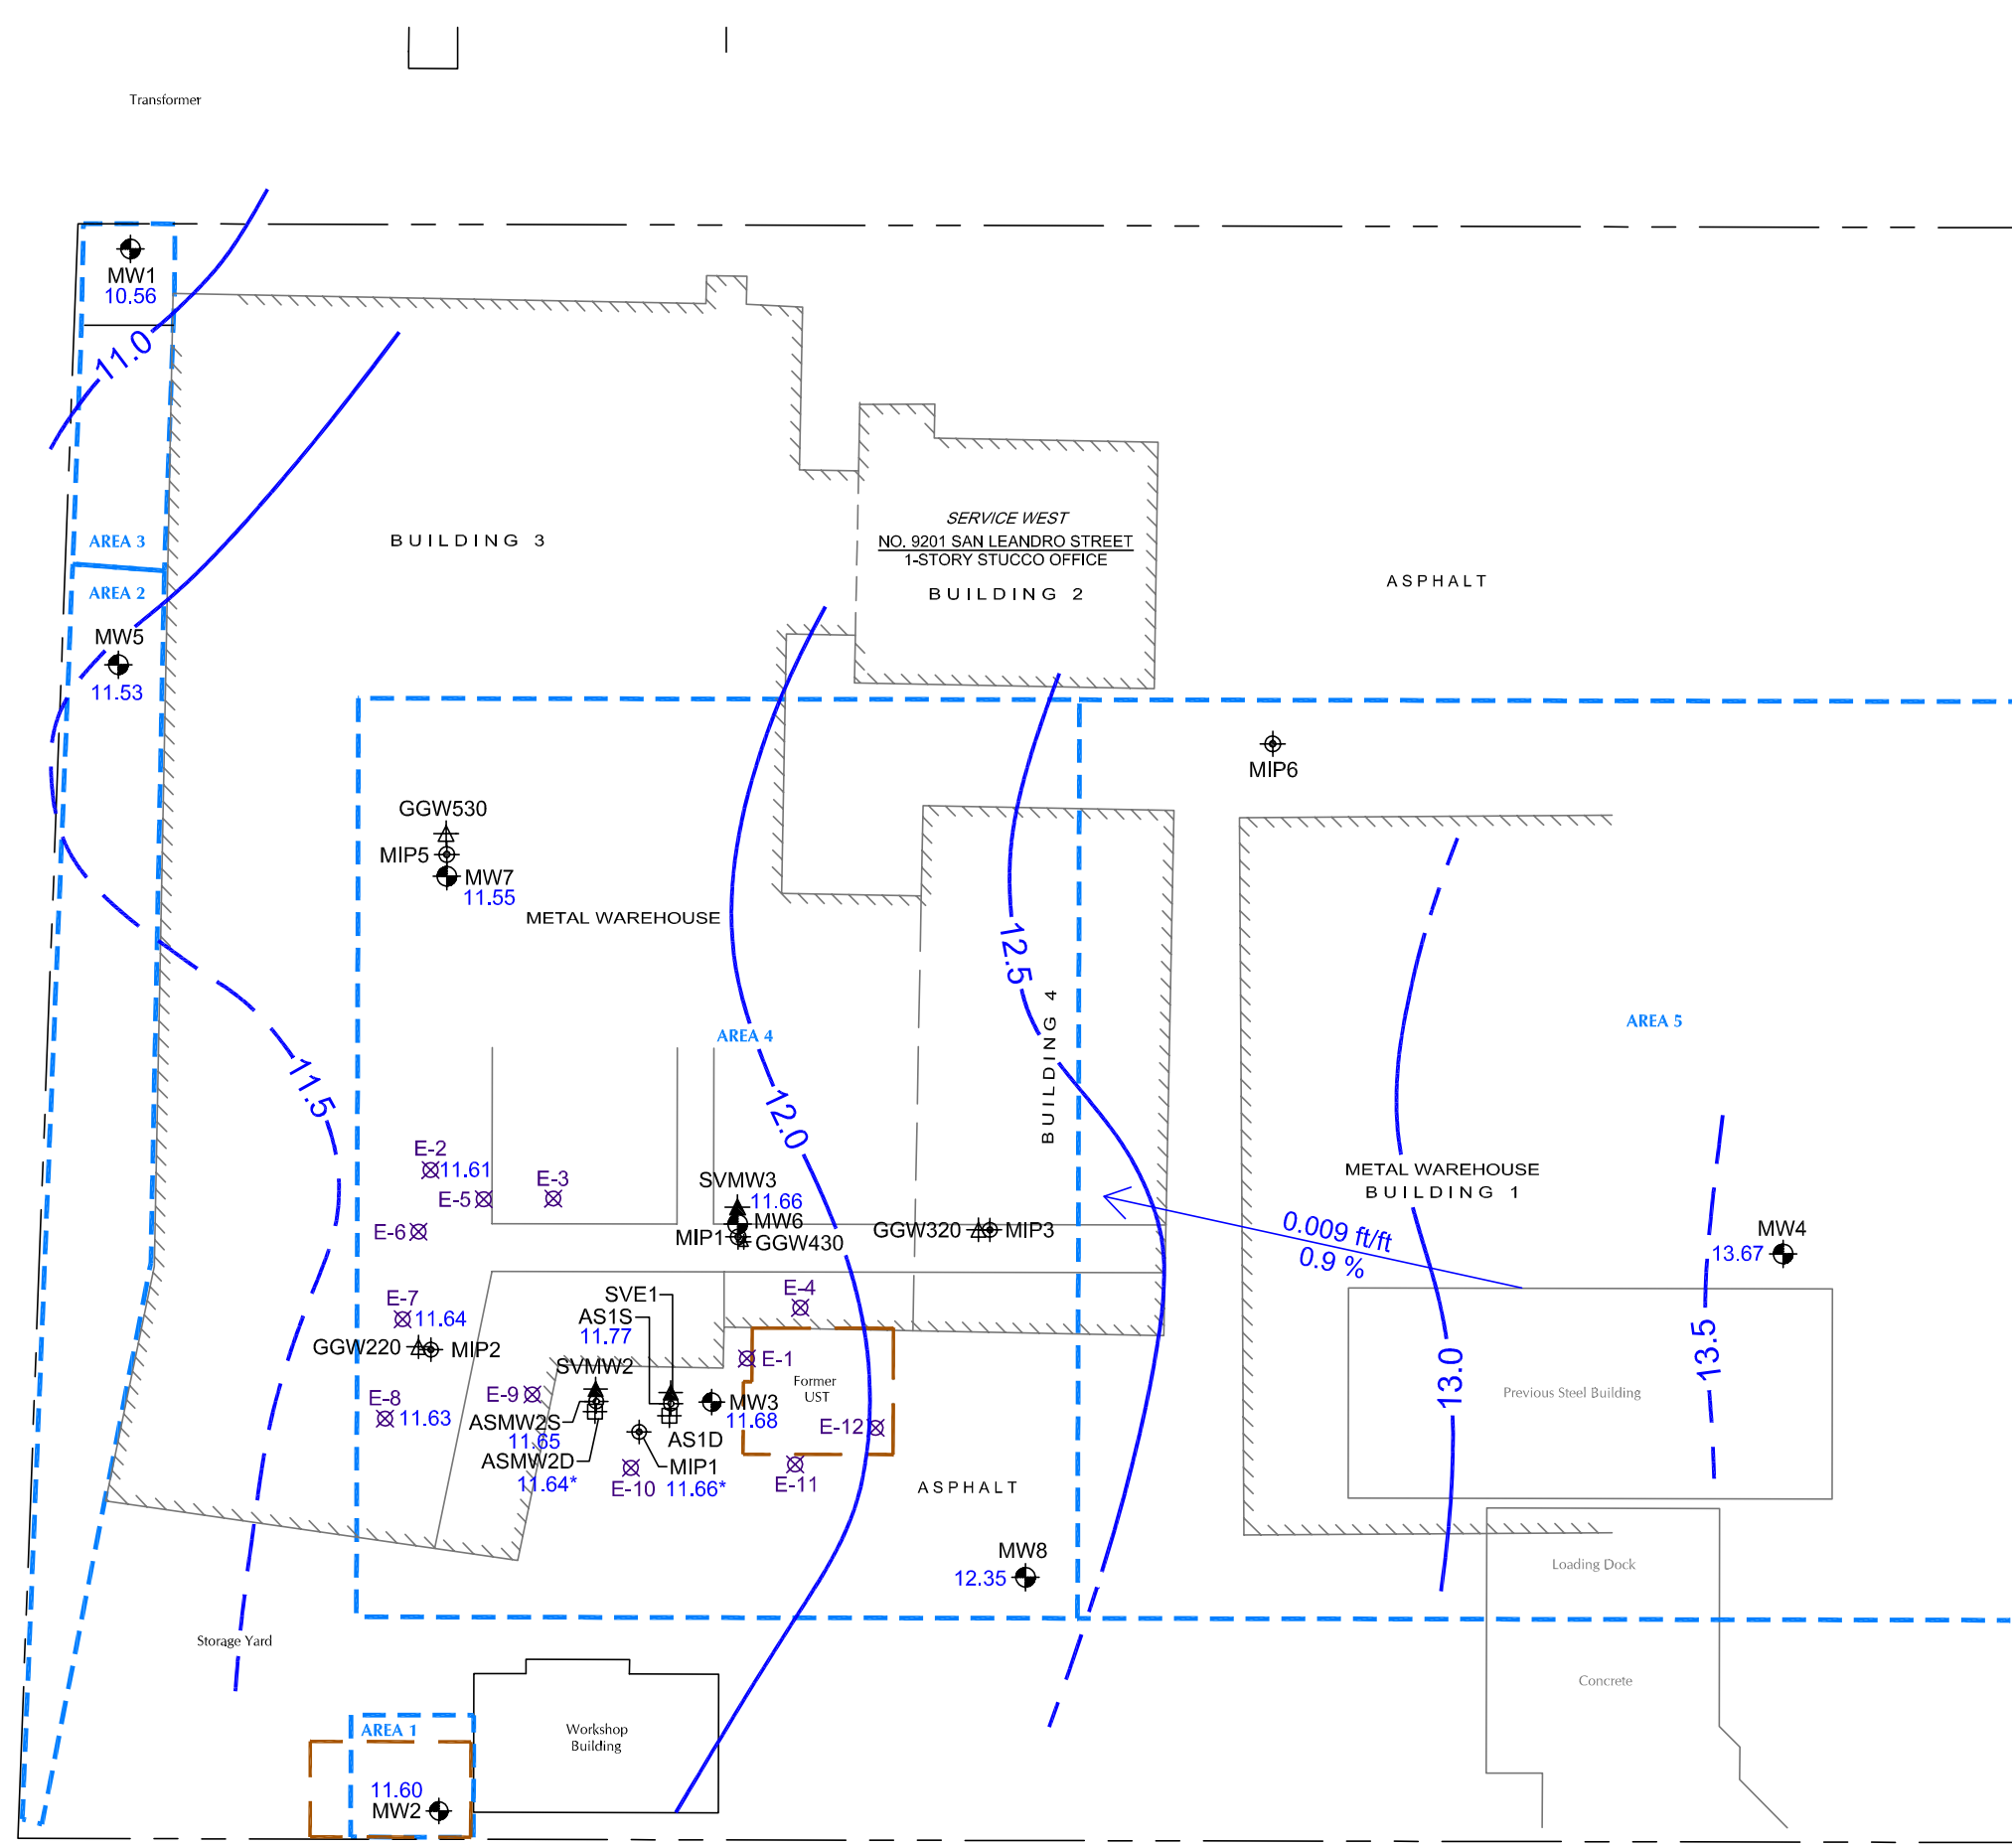 Transformer
MW1
10.56
11.0
BUILDING 3
SERVICE WEST
NO. 9201 SAN LEANDRO STREET
1-STORY STUCCO OFFICE
BUILDING 2
ASPHALT
AREA 3
AREA 2
MW5
11.53
MIP6
GGW530
MIP5
MW7
11.55
METAL WAREHOUSE
12.5
BUILDING 4
AREA 5
AREA 4
11.5
12.0
E-2
11.61
E-5
E-3
E-6
SVMW3
11.66
MW6
MIP1
GGW430
GGW320
MIP3
METAL WAREHOUSE
BUILDING 1
0.009 ft/ft
0.9 %
MW4
13.67
E-7
11.64
GGW220
MIP2
SVE1
AS1S
11.77
E-4
SVMW2
E-1
Former
UST
13.0
13.5
Previous Steel Building
E-8
11.63
E-9
ASMW2S
11.65
ASMW2D
11.64*
MW3
11.68
AS1D
MIP1
11.66*
E-10
E-12
E-11
ASPHALT
MW8
12.35
Loading Dock
Storage Yard
Concrete
AREA 1
Workshop
Building
11.60
MW2